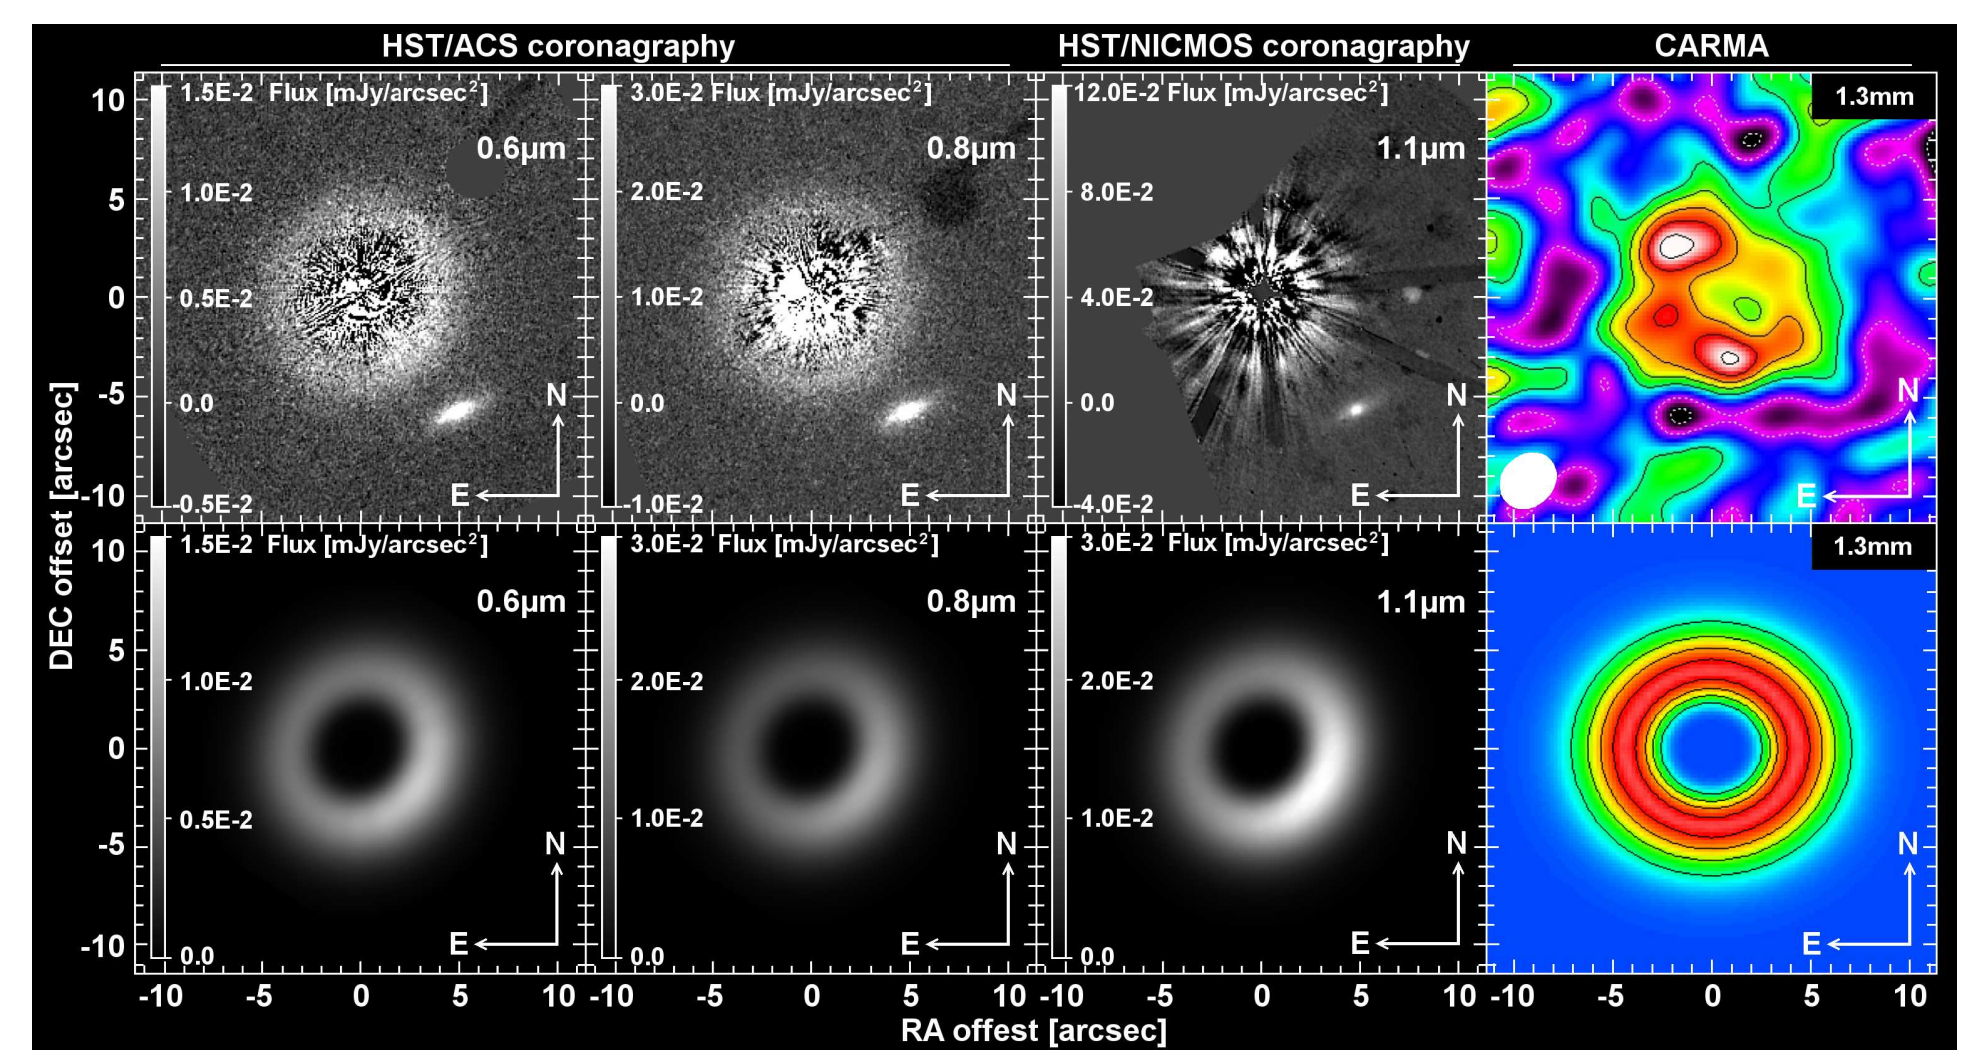 HST/ACS coronagraphy HST/NICMOS coronagraphy CARMA
1.5E-2 Flux [mJy/arcsec²] 3.0E-2 Flux [mJy/arcsec²] 12.0E-2 Flux [mJy/arcsec²] 1.3mm
10
0.6µm 0.8µm 1.1µm
5 1.0E-2 2.0E-2 8.0E-2
0 0.5E-2 1.0E-2 4.0E-2
-5 0.0 N 0.0 N 0.0 N N
-10 -0.5E-2 E -1.0E-2 E -4.0E-2 E E
DEC offset [arcsec]
1.5E-2 Flux [mJy/arcsec²] 3.0E-2 Flux [mJy/arcsec²] 3.0E-2 Flux [mJy/arcsec²] 1.3mm
10
0.6µm 0.8µm 1.1µm
5 1.0E-2 2.0E-2 2.0E-2
0
0.5E-2 1.0E-2 1.0E-2
-5 N N N N
-10 0.0 E 0.0 E 0.0 E E
-10 -5 0 5 10 -10 -5 0 5 10 -10 -5 0 5 10 -10 -5 0 5 10
RA offest [arcsec]